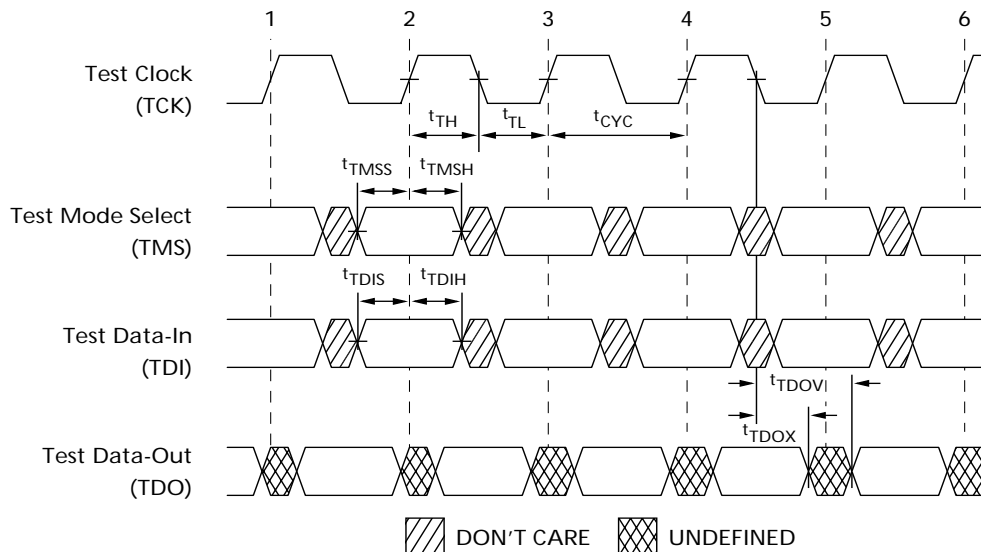 1 2 3 4 5 6
Test Clock
(TCK)
tTH tTL tCYC
tTMSS tTMSH
Test Mode Select
(TMS)
tTDIS tTDIH
Test Data-In
(TDI)
tTDOV
tTDOX
Test Data-Out
(TDO)
DON'T CARE UNDEFINED